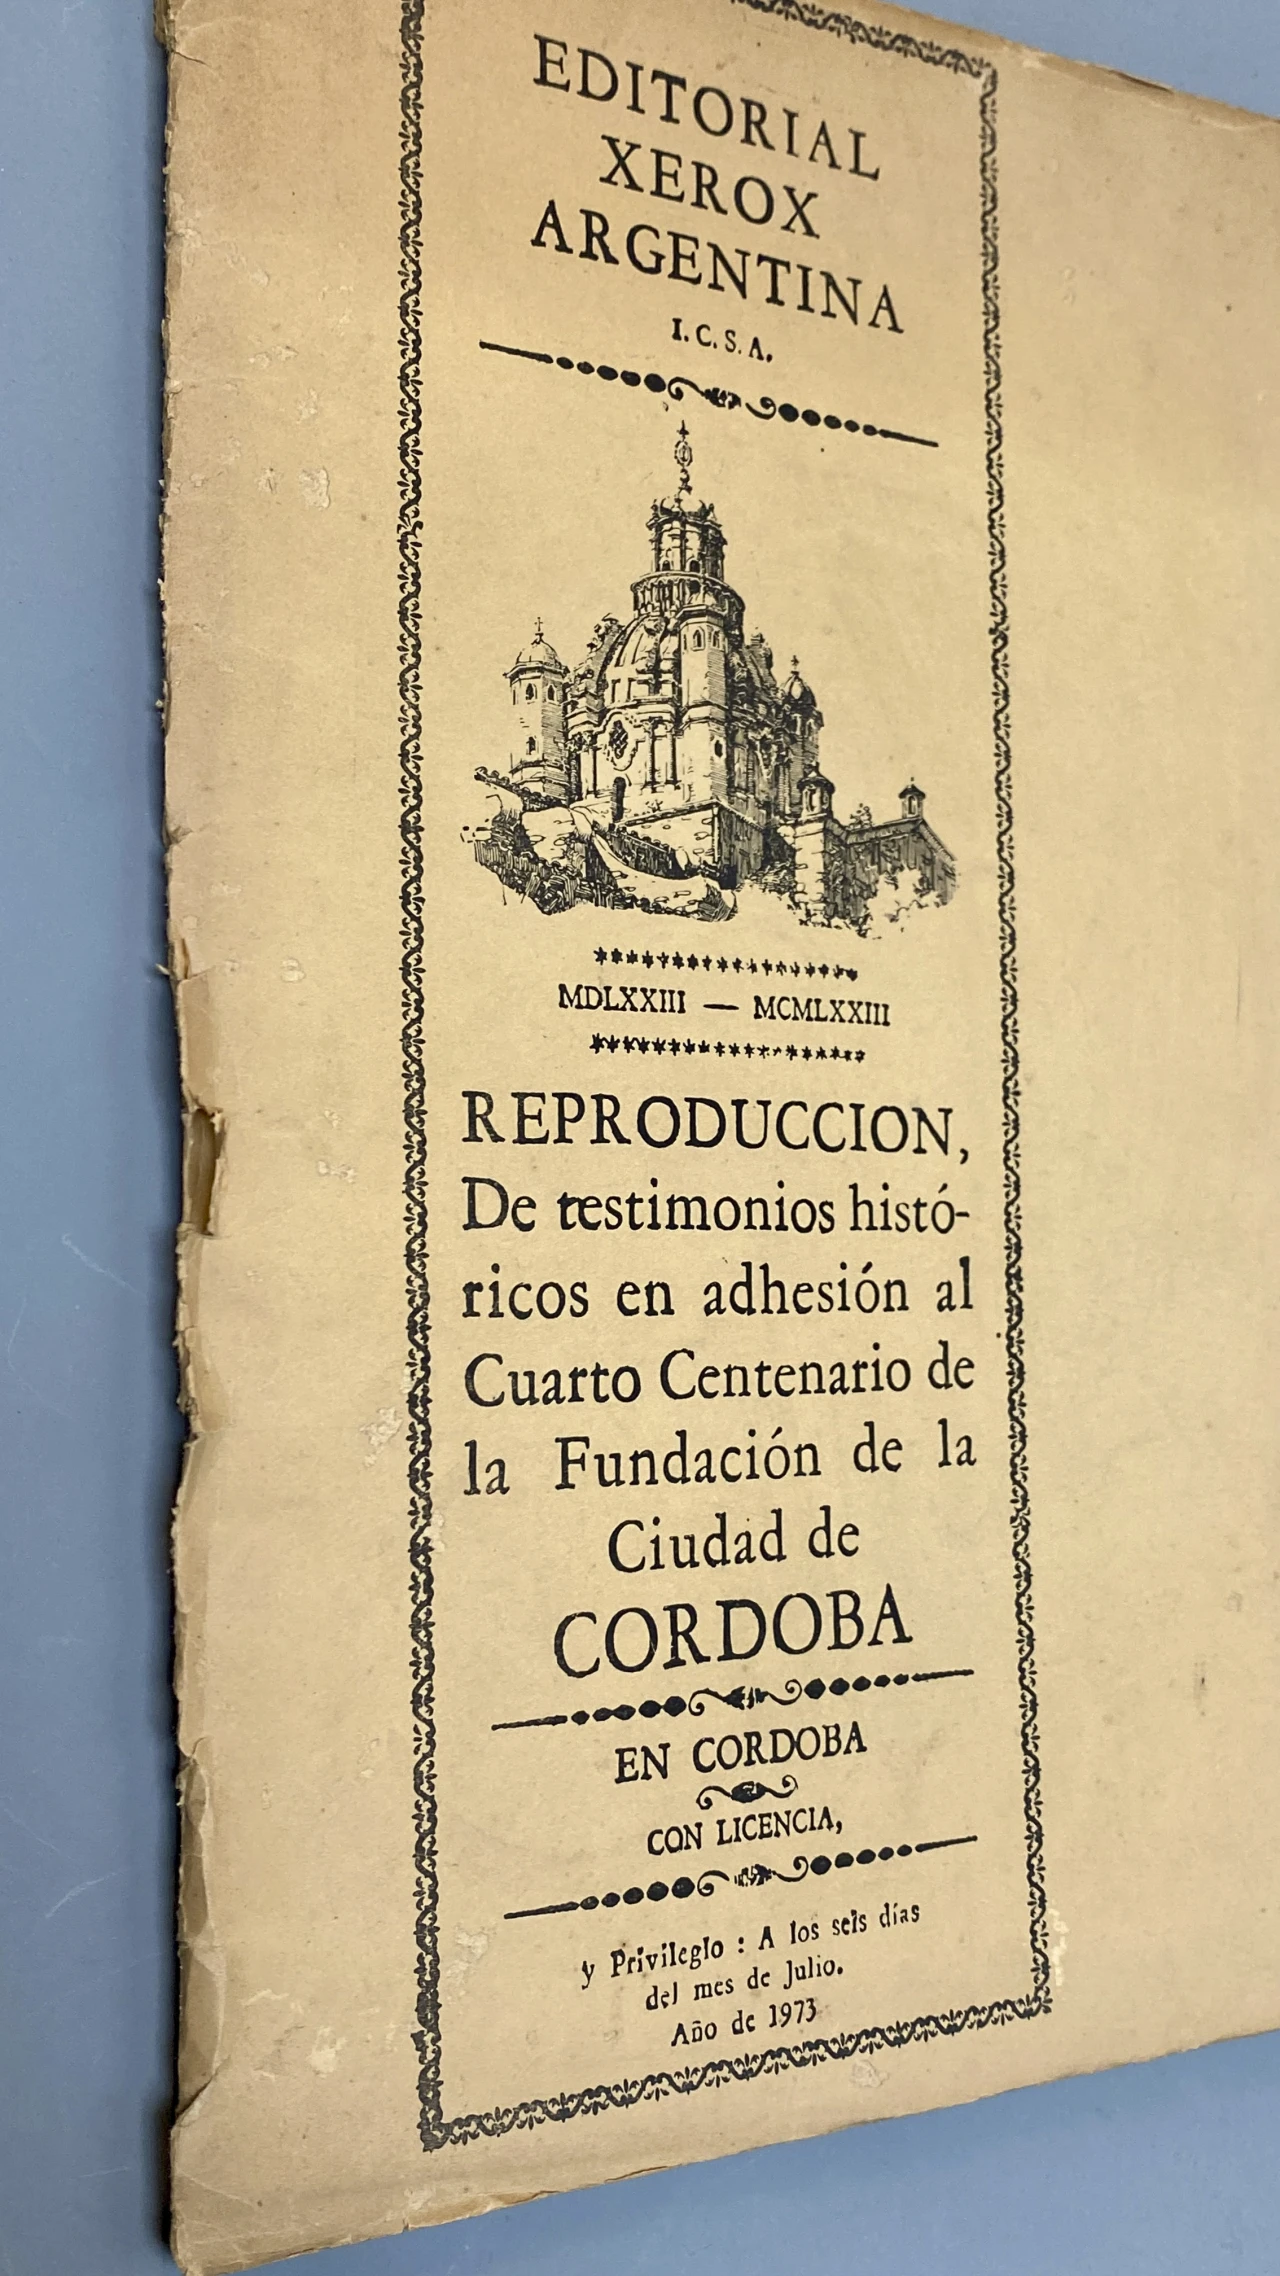 EDITORIAL
XEROX
ARGENTINA
I. C. S. A.
MDLXXIII — MCMLXXIII
REPRODUCCION,
De testimonios histó-
ricos en adhesión al
Cuarto Centenario de
la Fundación de la
Ciudad de
CORDOBA
EN CORDOBA
CON LICENCIA,
y Privilegio : A los seis días
del mes de Julio.
Año de 1973